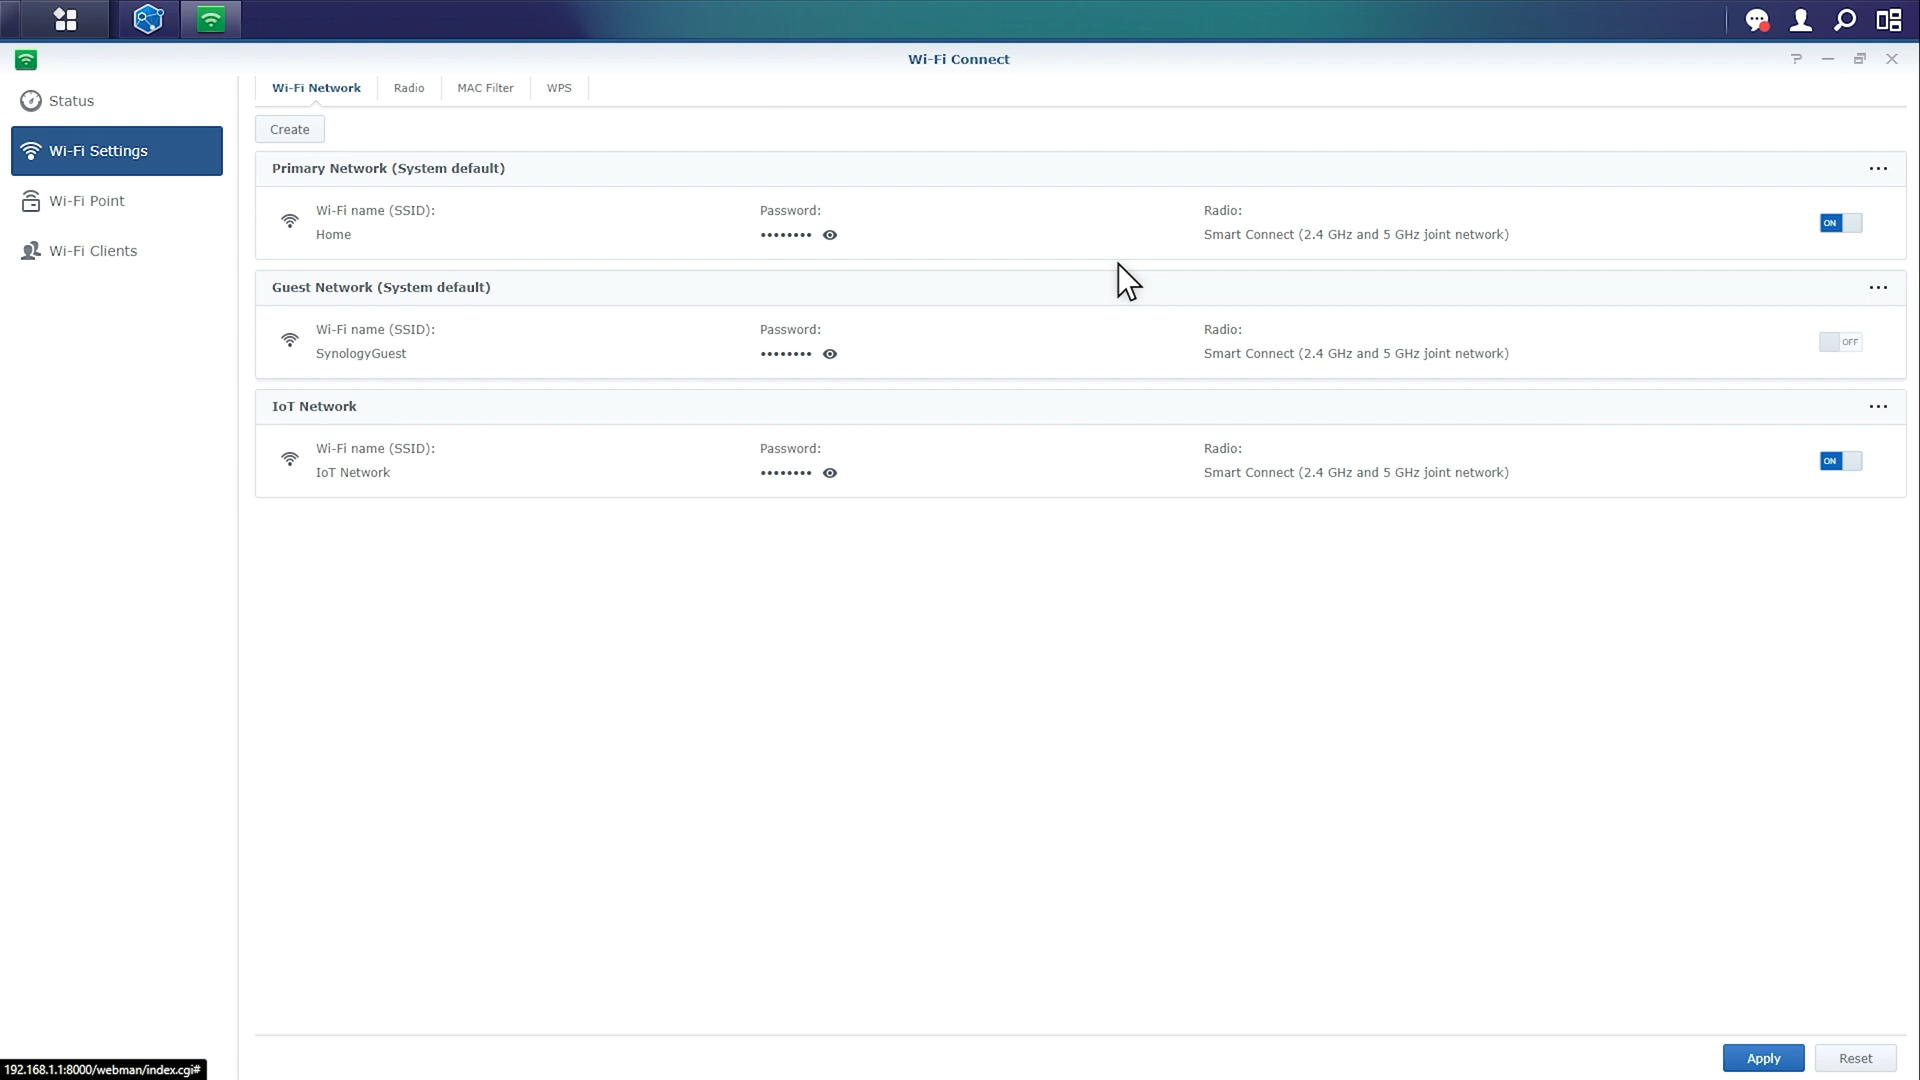 Wi-Fi Connect
Status
Wi-Fi Settings
Wi-Fi Point
Wi-Fi Clients
Wi-Fi Network Radio MAC Filter WPS
Create
Primary Network (System default)
Wi-Fi name (SSID): Password: Radio:
Home •••••••• Smart Connect (2.4 GHz and 5 GHz joint network)
ON
Guest Network (System default)
Wi-Fi name (SSID): Password: Radio:
SynologyGuest •••••••• Smart Connect (2.4 GHz and 5 GHz joint network)
OFF
IoT Network
Wi-Fi name (SSID): Password: Radio:
IoT Network •••••••• Smart Connect (2.4 GHz and 5 GHz joint network)
ON
Apply Reset
192.168.1.1:8000/webman/index.cgi#